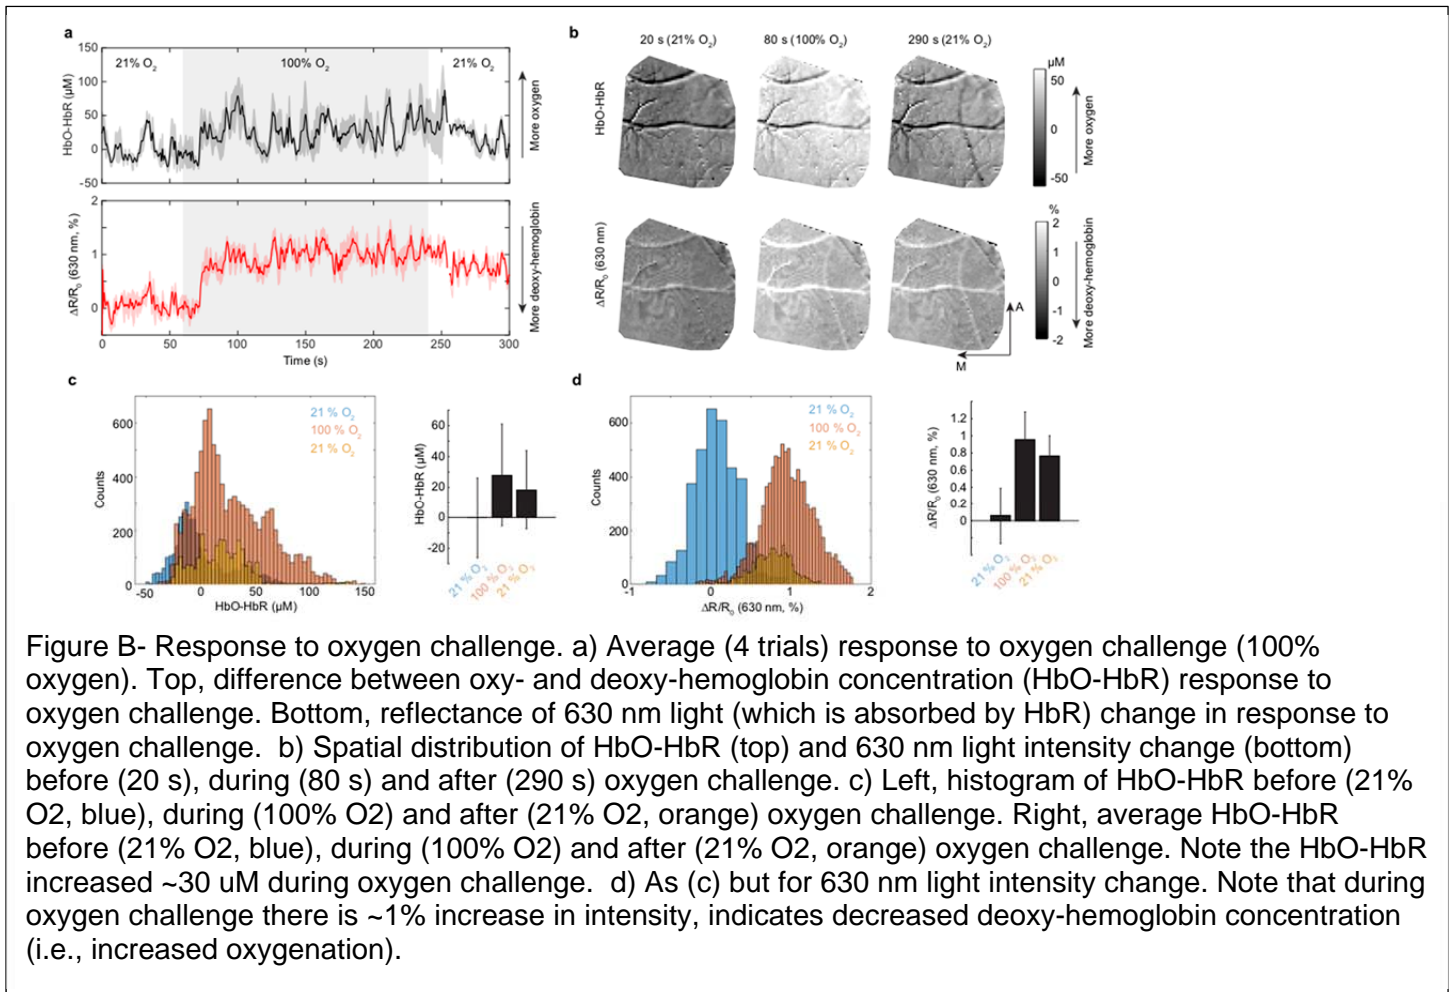 a
21% O2
100% O2
21% O2
HbO-HbR (µM)
150
100
50
0
-50
More oxygen
ΔR/R0 (630 nm, %)
2
1
0
More deoxy-hemoglobin
0
50
100
150
200
250
300
Time (s)
b
20 s (21% O2)
80 s (100% O2)
290 s (21% O2)
HbO-HbR
µM
50
0
-50
More oxygen
ΔR/R0 (630 nm)
%
2
1
0
-1
-2
More deoxy-hemoglobin
A
M
c
600
400
200
0
Counts
21 % O2
100 % O2
21 % O2
-50
0
50
100
150
HbO-HbR (µM)
HbO-HbR (µM)
60
40
20
0
-20
21 % O2
100 % O2
21 % O2
d
600
400
200
0
Counts
21 % O2
100 % O2
21 % O2
-1
0
1
2
ΔR/R0 (630 nm, %)
ΔR/R0 (630 nm, %)
1.2
1
0.8
0.6
0.4
0.2
0
21 % O2
100 % O2
21 % O2
Figure B- Response to oxygen challenge. a) Average (4 trials) response to oxygen challenge (100%
oxygen). Top, difference between oxy- and deoxy-hemoglobin concentration (HbO-HbR) response to
oxygen challenge. Bottom, reflectance of 630 nm light (which is absorbed by HbR) change in response to
oxygen challenge.  b) Spatial distribution of HbO-HbR (top) and 630 nm light intensity change (bottom)
before (20 s), during (80 s) and after (290 s) oxygen challenge. c) Left, histogram of HbO-HbR before (21%
O2, blue), during (100% O2) and after (21% O2, orange) oxygen challenge. Right, average HbO-HbR
before (21% O2, blue), during (100% O2) and after (21% O2, orange) oxygen challenge. Note the HbO-HbR
increased ~30 uM during oxygen challenge.  d) As (c) but for 630 nm light intensity change. Note that during
oxygen challenge there is ~1% increase in intensity, indicates decreased deoxy-hemoglobin concentration
(i.e., increased oxygenation).